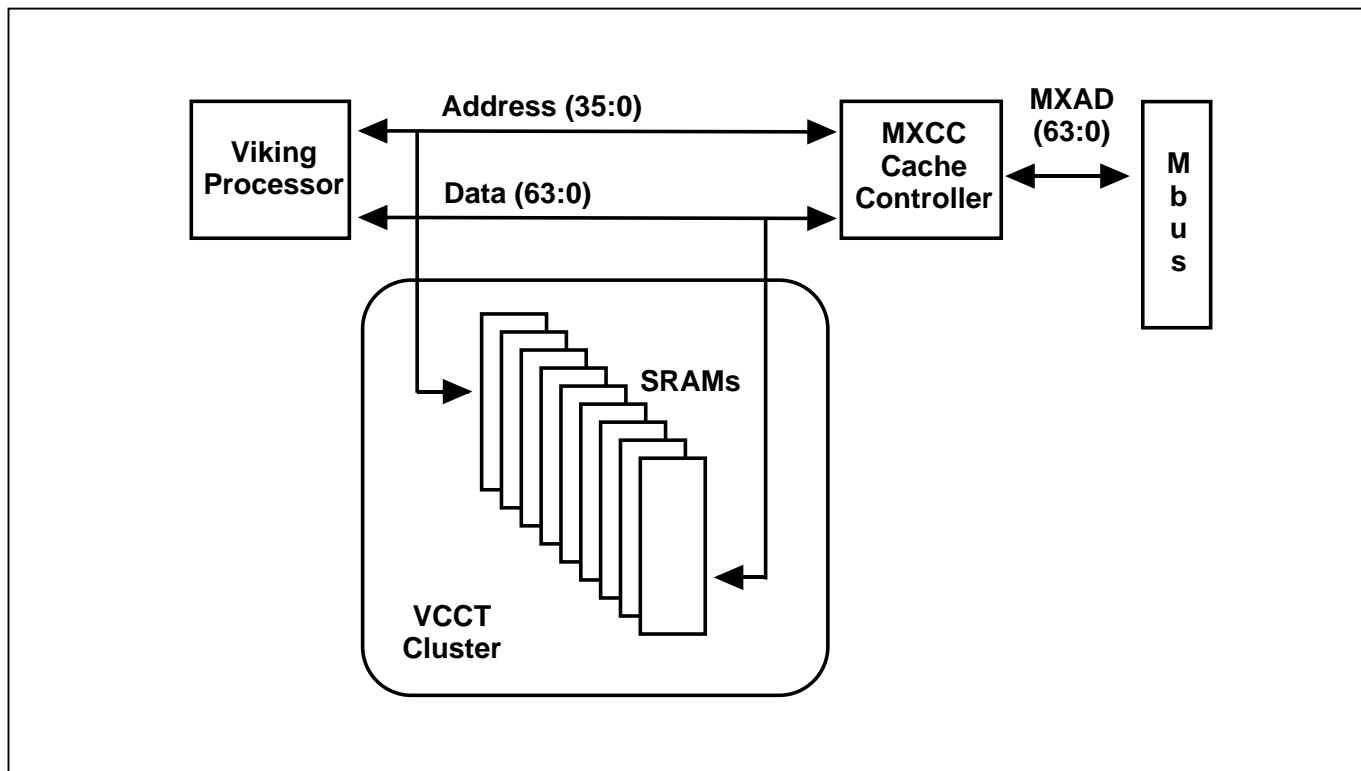 Address (35:0)
Viking
Processor
Data (63:0)
MXCC
Cache
Controller
MXAD
(63:0)
M
b
u
s
SRAMs
VCCT
Cluster